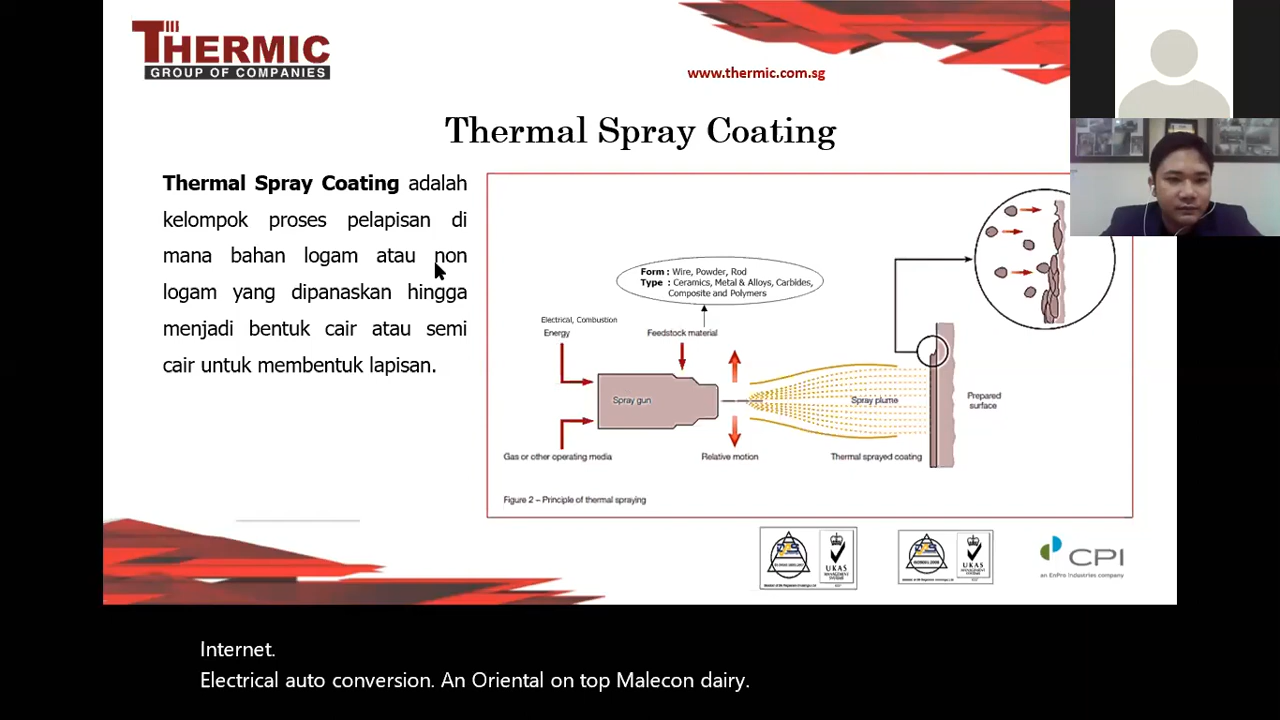 THERMIC
GROUP OF COMPANIES
www.thermic.com.sg
Thermal Spray Coating
Thermal Spray Coating adalah
kelompok proses pelapisan di
mana bahan logam atau non
logam yang dipanaskan hingga
menjadi bentuk cair atau semi
cair untuk membentuk lapisan.
Form : Wire, Powder, Rod
Type : Ceramics, Metal & Alloys, Carbides,
Composite and Polymers
Electrical, Combustion
Energy
Feedstock material
Spray gun
Spray plume
Prepared
surface
Gas or other operating media
Relative motion
Thermal sprayed coating
Figure 2 – Principle of thermal spraying
UKAS
MANAGEMENT
SYSTEMS
UKAS
MANAGEMENT
SYSTEMS
CPI
an EnPro Industries company
Internet.
Electrical auto conversion. An Oriental on top Malecon dairy.